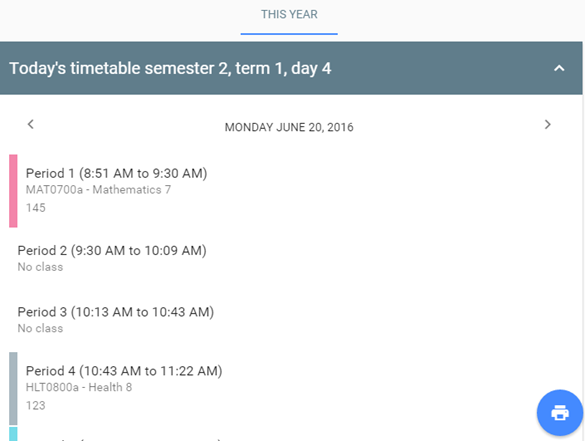 THIS YEAR
Today's timetable semester 2, term 1, day 4
MONDAY JUNE 20, 2016
Period 1 (8:51 AM to 9:30 AM)
MAT0700a - Mathematics 7
145
Period 2 (9:30 AM to 10:09 AM)
No class
Period 3 (10:13 AM to 10:43 AM)
No class
Period 4 (10:43 AM to 11:22 AM)
HLT0800a - Health 8
123